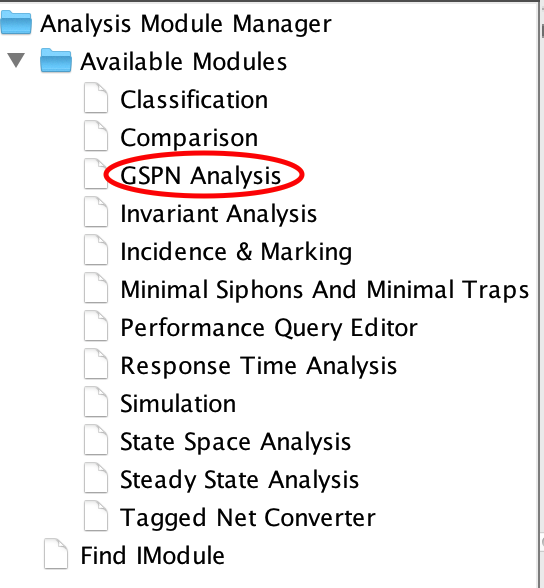 Analysis Module Manager
Available Modules
Classification
Comparison
GSPN Analysis
Invariant Analysis
Incidence & Marking
Minimal Siphons And Minimal Traps
Performance Query Editor
Response Time Analysis
Simulation
State Space Analysis
Steady State Analysis
Tagged Net Converter
Find IModule